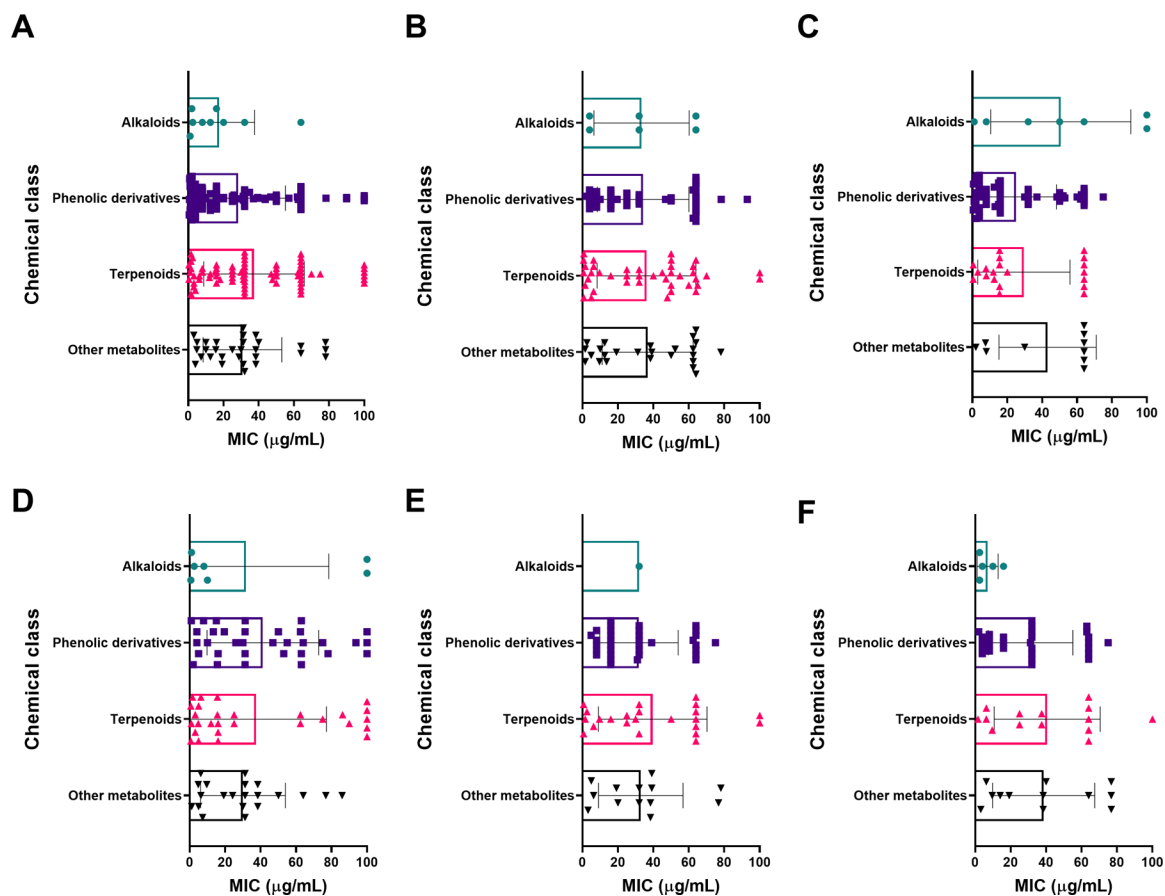 A
Chemical class
Alkaloids
Phenolic derivatives
Terpenoids
Other metabolites
0 20 40 60 80 100
MIC (μg/mL)
B
Chemical class
Alkaloids
Phenolic derivatives
Terpenoids
Other metabolites
0 20 40 60 80 100
MIC (μg/mL)
C
Chemical class
Alkaloids
Phenolic derivatives
Terpenoids
Other metabolites
0 20 40 60 80 100
MIC (μg/mL)
D
Chemical class
Alkaloids
Phenolic derivatives
Terpenoids
Other metabolites
0 20 40 60 80 100
MIC (μg/mL)
E
Chemical class
Alkaloids
Phenolic derivatives
Terpenoids
Other metabolites
0 20 40 60 80 100
MIC (μg/mL)
F
Chemical class
Alkaloids
Phenolic derivatives
Terpenoids
Other metabolites
0 20 40 60 80 100
MIC (μg/mL)